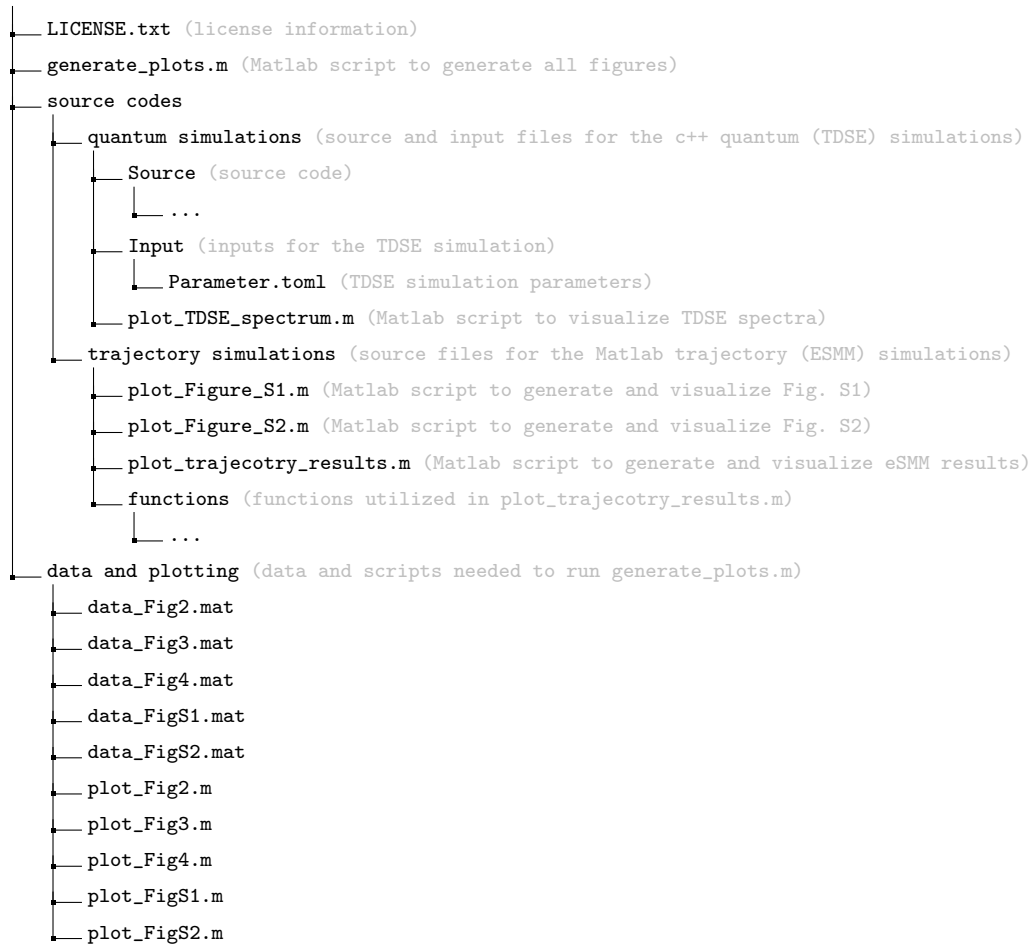 LICENSE.txt (license information)
generate_plots.m (Matlab script to generate all figures)
source codes
quantum simulations (source and input files for the c++ quantum (TDSE) simulations)
Source (source code)
...
Input (inputs for the TDSE simulation)
Parameter.toml (TDSE simulation parameters)
plot_TDSE_spectrum.m (Matlab script to visualize TDSE spectra)
trajectory simulations (source files for the Matlab trajectory (ESMM) simulations)
plot_Figure_S1.m (Matlab script to generate and visualize Fig. S1)
plot_Figure_S2.m (Matlab script to generate and visualize Fig. S2)
plot_trajecotry_results.m (Matlab script to generate and visualize eSMM results)
functions (functions utilized in plot_trajecotry_results.m)
...
data and plotting (data and scripts needed to run generate_plots.m)
data_Fig2.mat
data_Fig3.mat
data_Fig4.mat
data_FigS1.mat
data_FigS2.mat
plot_Fig2.m
plot_Fig3.m
plot_Fig4.m
plot_FigS1.m
plot_FigS2.m